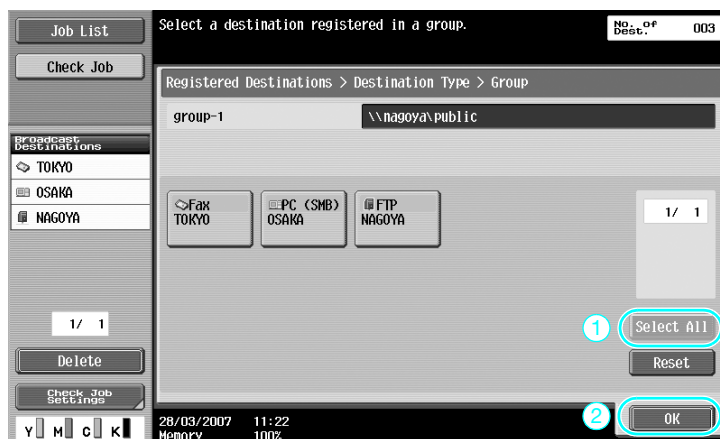 Job List
Select a destination registered in a group.
No. of
Dest.
003
Check Job
Registered Destinations > Destination Type > Group
group-1
\\nagoya\public
Broadcast
Destinations
TOKYO
OSAKA
NAGOYA
Fax
TOKYO
PC (SMB)
OSAKA
FTP
NAGOYA
1/ 1
1/ 1
1
Select All
Delete
Reset
Check Job
Settings
2
OK
Y M C K
28/03/2007 11:22
Memory 100%